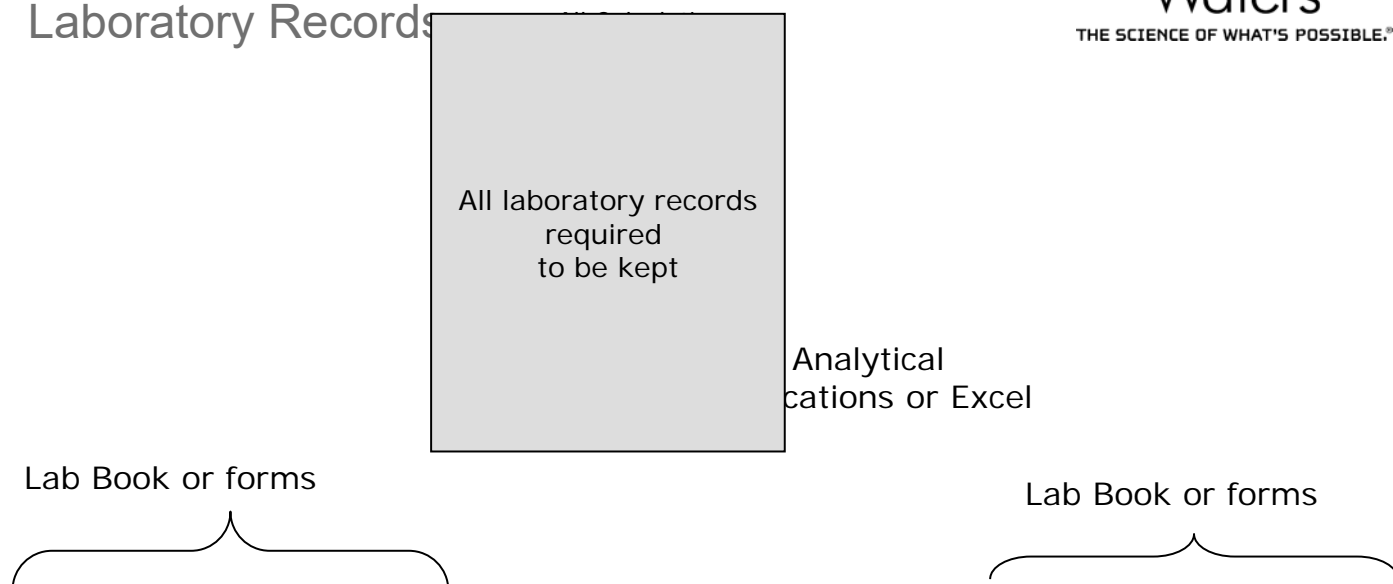 Laboratory Records
THE SCIENCE OF WHAT'S POSSIBLE.®
All laboratory records
required
to be kept
Analytical
cations or Excel
Lab Book or forms
Lab Book or forms